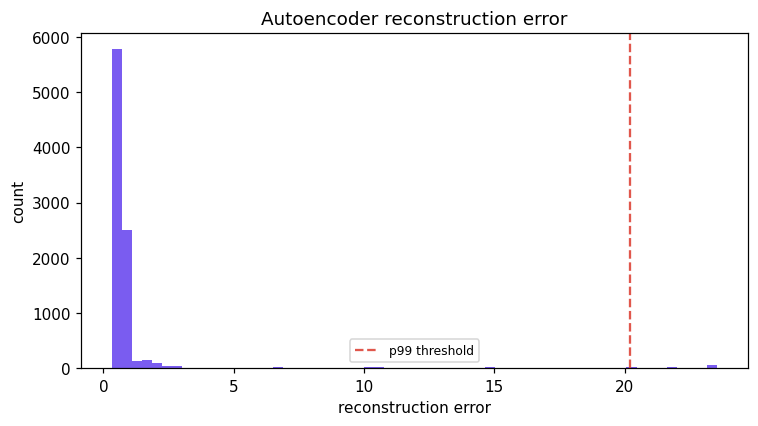 Autoencoder reconstruction error
6000
5000
4000
3000
2000
1000
0
count
p99 threshold
0 5 10 15 20
reconstruction error